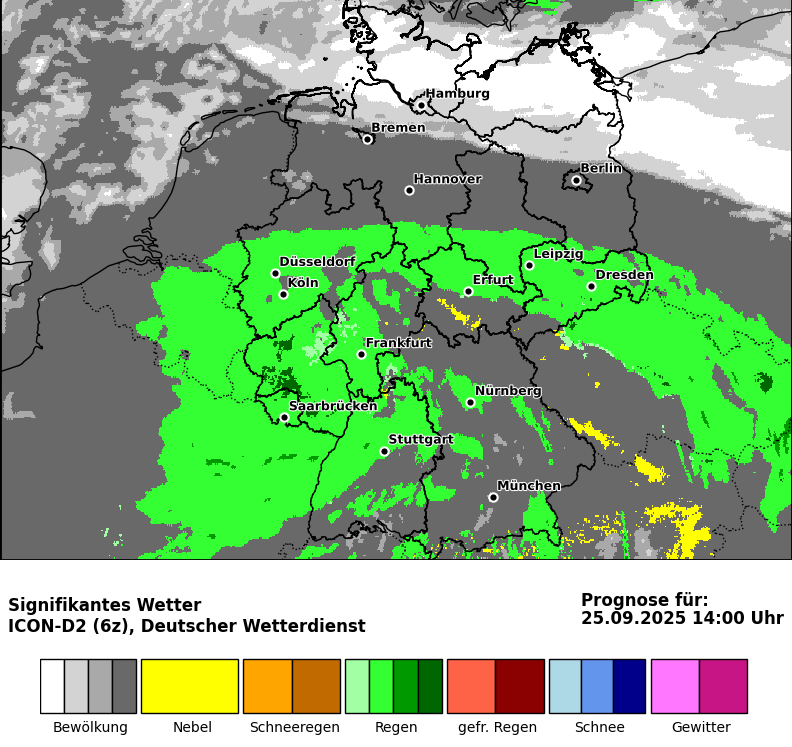 Hamburg
Bremen
Berlin
Hannover
Leipzig
Düsseldorf
Dresden
Erfurt
Köln
Frankfurt
Nürnberg
Saarbrücken
Stuttgart
München
Signifikantes Wetter
ICON-D2 (6z), Deutscher Wetterdienst
Prognose für:
25.09.2025 14:00 Uhr
Bewölkung Nebel Schneeregen Regen gefr. Regen Schnee Gewitter